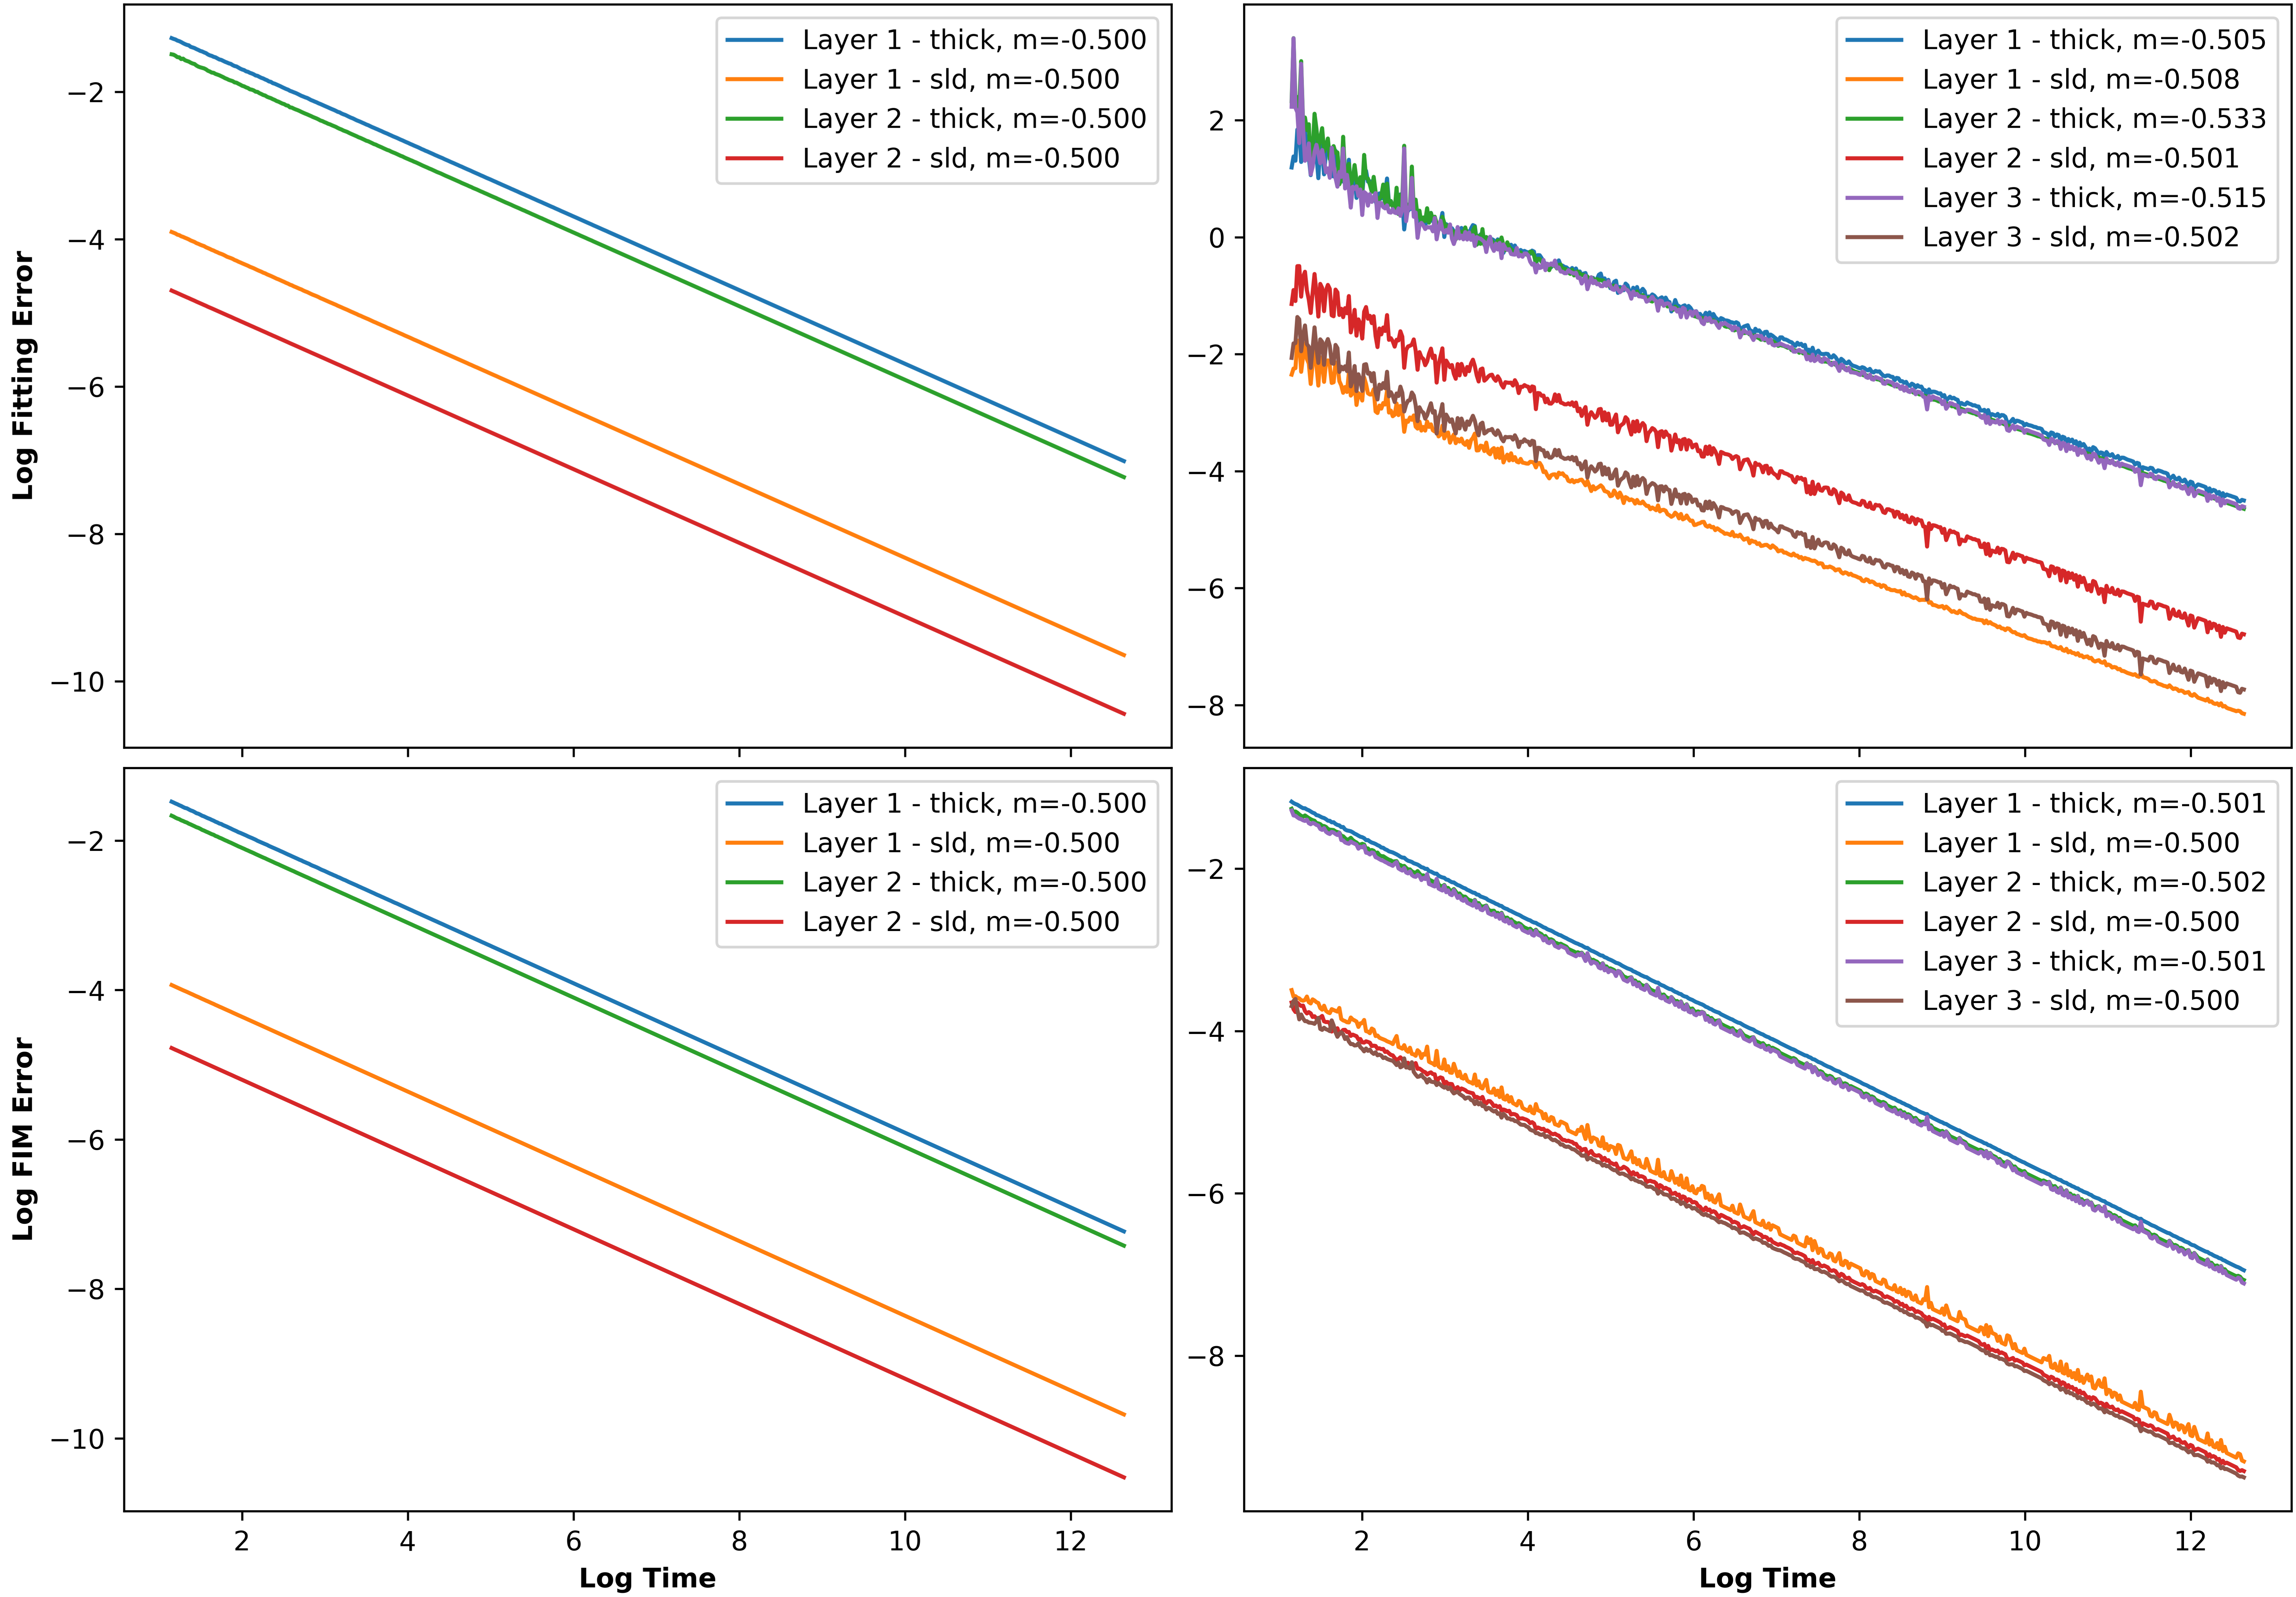 Log Fitting Error
−2
−4
−6
−8
−10
Layer 1 - thick, m=-0.500
Layer 1 - sld, m=-0.500
Layer 2 - thick, m=-0.500
Layer 2 - sld, m=-0.500
2
0
−2
−4
−6
−8
Layer 1 - thick, m=-0.505
Layer 1 - sld, m=-0.508
Layer 2 - thick, m=-0.533
Layer 2 - sld, m=-0.501
Layer 3 - thick, m=-0.515
Layer 3 - sld, m=-0.502
Log FIM Error
−2
−4
−6
−8
−10
Layer 1 - thick, m=-0.500
Layer 1 - sld, m=-0.500
Layer 2 - thick, m=-0.500
Layer 2 - sld, m=-0.500
2 4 6 8 10 12
Log Time
−2
−4
−6
−8
Layer 1 - thick, m=-0.501
Layer 1 - sld, m=-0.500
Layer 2 - thick, m=-0.502
Layer 2 - sld, m=-0.500
Layer 3 - thick, m=-0.501
Layer 3 - sld, m=-0.500
2 4 6 8 10 12
Log Time